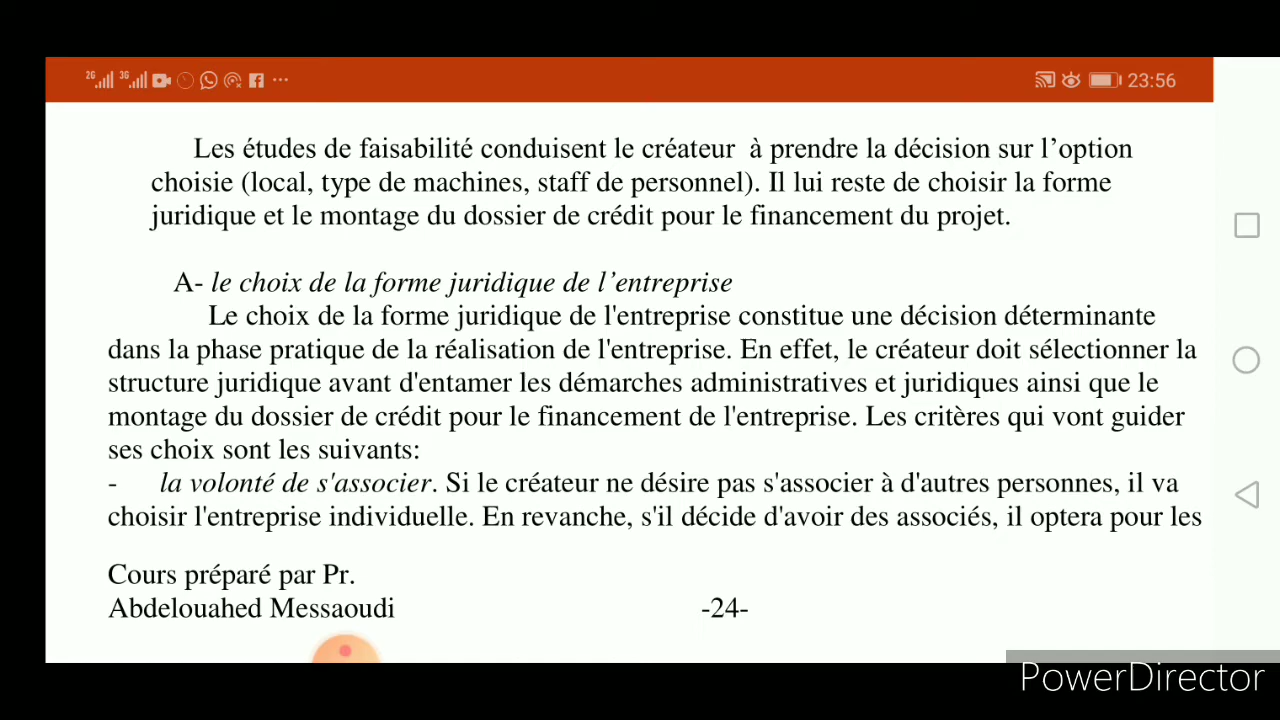 2G 3G 23:56
Les études de faisabilité conduisent le créateur à prendre la décision sur l’option
choisie (local, type de machines, staff de personnel). Il lui reste de choisir la forme
juridique et le montage du dossier de crédit pour le financement du projet.
A- le choix de la forme juridique de l’entreprise
Le choix de la forme juridique de l'entreprise constitue une décision déterminante
dans la phase pratique de la réalisation de l'entreprise. En effet, le créateur doit sélectionner la
structure juridique avant d'entamer les démarches administratives et juridiques ainsi que le
montage du dossier de crédit pour le financement de l'entreprise. Les critères qui vont guider
ses choix sont les suivants:
- la volonté de s'associer. Si le créateur ne désire pas s'associer à d'autres personnes, il va
choisir l'entreprise individuelle. En revanche, s'il décide d'avoir des associés, il optera pour les
Cours préparé par Pr.
Abdelouahed Messaoudi -24-
PowerDirector